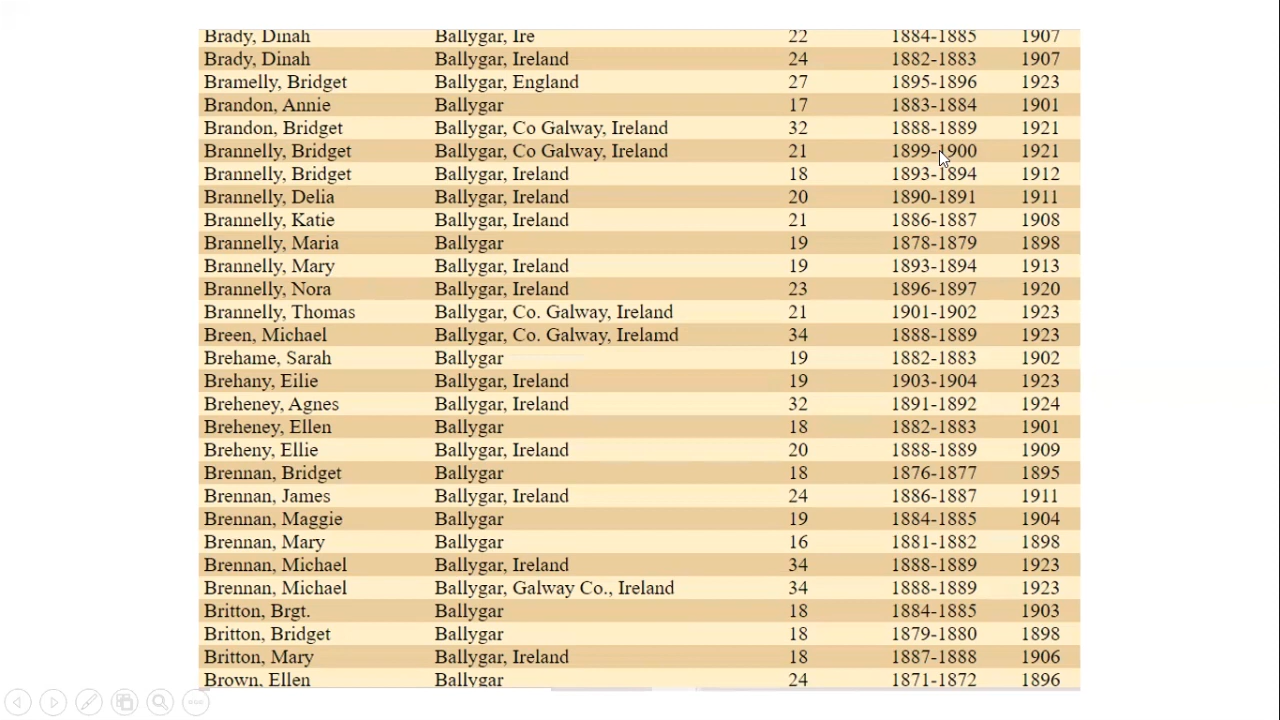 Brady, Dinah Ballygar, Ire 22 1884-1885 1907
Brady, Dinah Ballygar, Ireland 24 1882-1883 1907
Bramelly, Bridget Ballygar, England 27 1895-1896 1923
Brandon, Annie Ballygar 17 1883-1884 1901
Brandon, Bridget Ballygar, Co Galway, Ireland 32 1888-1889 1921
Brannelly, Bridget Ballygar, Co Galway, Ireland 21 1899-1900 1921
Brannelly, Bridget Ballygar, Ireland 18 1893-1894 1912
Brannelly, Delia Ballygar, Ireland 20 1890-1891 1911
Brannelly, Katie Ballygar, Ireland 21 1886-1887 1908
Brannelly, Maria Ballygar 19 1878-1879 1898
Brannelly, Mary Ballygar, Ireland 19 1893-1894 1913
Brannelly, Nora Ballygar, Ireland 23 1896-1897 1920
Brannelly, Thomas Ballygar, Co. Galway, Ireland 21 1901-1902 1923
Breen, Michael Ballygar, Co. Galway, Irelamd 34 1888-1889 1923
Brehame, Sarah Ballygar 19 1882-1883 1902
Brehany, Eilie Ballygar, Ireland 19 1903-1904 1923
Breheney, Agnes Ballygar, Ireland 32 1891-1892 1924
Breheney, Ellen Ballygar 18 1882-1883 1901
Breheny, Ellie Ballygar, Ireland 20 1888-1889 1909
Brennan, Bridget Ballygar 18 1876-1877 1895
Brennan, James Ballygar, Ireland 24 1886-1887 1911
Brennan, Maggie Ballygar 19 1884-1885 1904
Brennan, Mary Ballygar 16 1881-1882 1898
Brennan, Michael Ballygar, Ireland 34 1888-1889 1923
Brennan, Michael Ballygar, Galway Co., Ireland 34 1888-1889 1923
Britton, Brgt. Ballygar 18 1884-1885 1903
Britton, Bridget Ballygar 18 1879-1880 1898
Britton, Mary Ballygar, Ireland 18 1887-1888 1906
Brown, Ellen Ballygar 24 1871-1872 1896